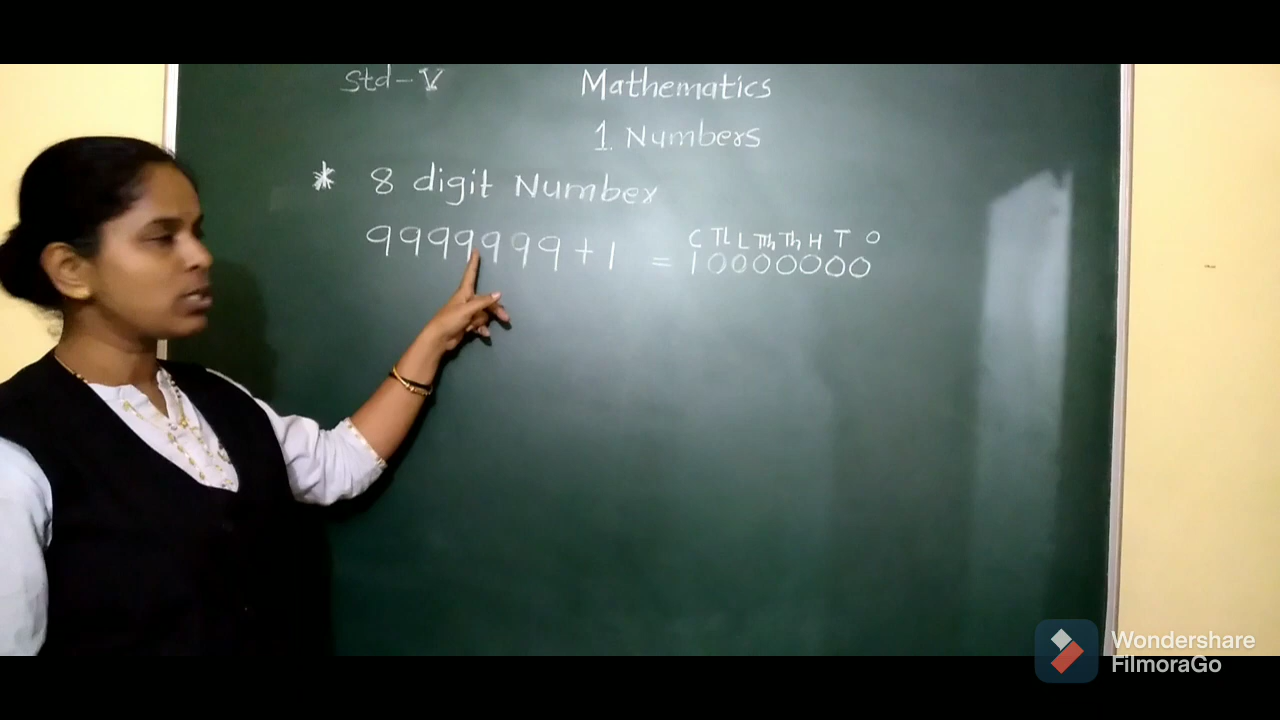 Std-V
Mathematics
1. Numbers
* 8 digit Number
C TL L TTh Th H T O
9999999+1 = 10000000
Wondershare
FilmoraGo